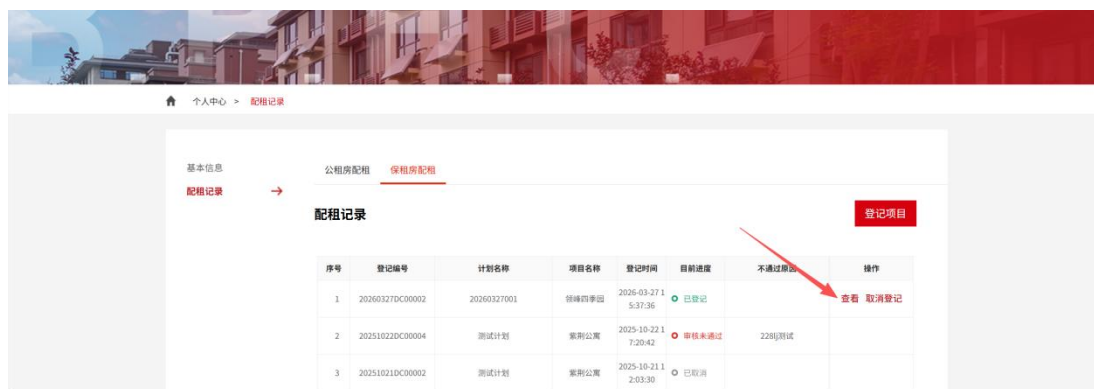 个人中心 > 配租记录
基本信息
配租记录
公租房配租 保租房配租
配租记录
登记项目
序号 登记编号 计划名称 项目名称 登记时间 目前进度 不通过原因 操作
1 20260327DC00002 20260327001 领峰四季园 2026-03-27 1
5:37:36 已登记 查看 取消登记
2 20251022DC00004 测试计划 紫荆公寓 2025-10-22 1
7:20:42 审核未通过 228lj测试
3 20251021DC00002 测试计划 紫荆公寓 2025-10-21 1
2:03:30 已取消